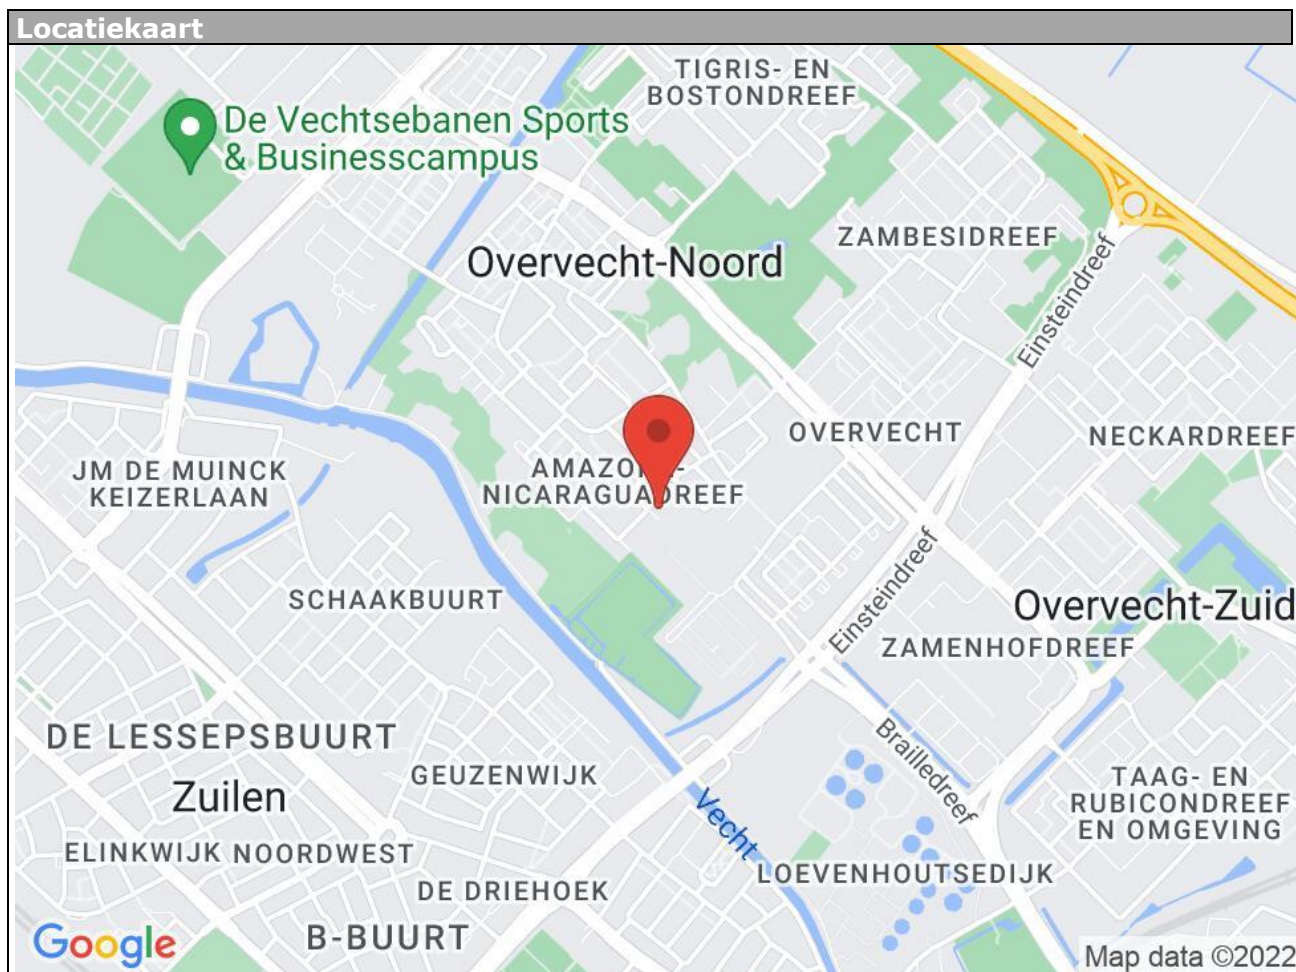 Locatiekaart
TIGRIS- EN
BOSTONDREEF
De Vechtsebanen Sports
& Businesscampus
ZAMBESIDREEF
Overvecht-Noord
Einsteindreef
OVERVECHT
NECKARDREEF
JM DE MUINCK
KEIZERLAAN
AMAZO
NICARAGUADREEF
SCHAAKBUURT
Einsteindreef
Overvecht-Zuid
ZAMENHOFDREEF
DE LESSEPSBUURT
Zuilen
GEUZENWIJK
Vecht
Brailledreef
TAAG- EN
RUBICONDREEF
EN OMGEVING
ELINKWIJK NOORDWEST
DE DRIEHOEK
LOEVENHOUTSEDIJK
B-BUURT
Google
Map data ©2022